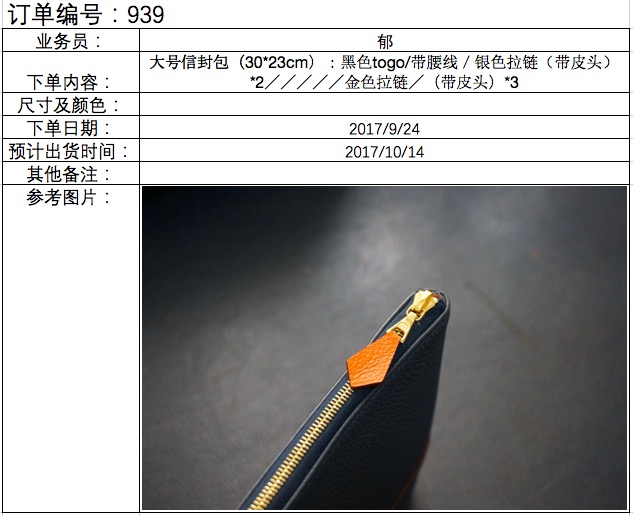 订单编号：939
业务员： 郁
下单内容： 大号信封包（30*23cm）：黑色togo/带腰线 / 银色拉链（带皮头）
*2／／／／／金色拉链／（带皮头）*3
尺寸及颜色：
下单日期： 2017/9/24
预计出货时间： 2017/10/14
其他备注：
参考图片：